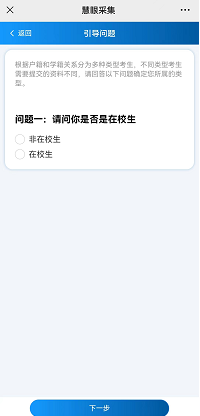 慧眼采集
返回
引导问题
根据户籍和学籍关系分为多种类型考生，不同类型考生
需要提交的资料不同，请回答以下问题确定您所属的类
型。
问题一：请问你是否是在校生
非在校生
在校生
下一步